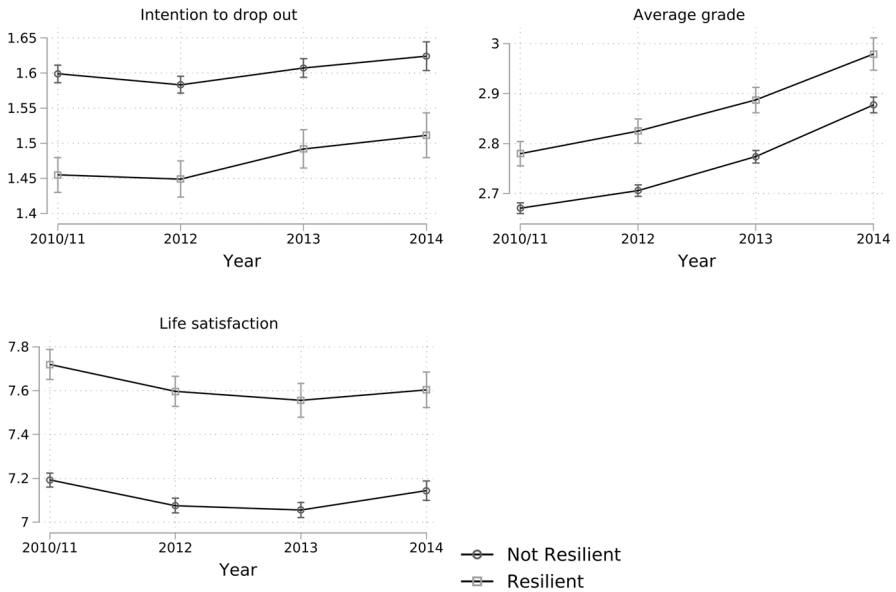 Intention to drop out
1.65
1.6
1.55
1.5
1.45
1.4
2010/11 2012 2013 2014
Year
Average grade
3
2.9
2.8
2.7
2010/11 2012 2013 2014
Year
Life satisfaction
7.8
7.6
7.4
7.2
7
2010/11 2012 2013 2014
Year
Not Resilient
Resilient